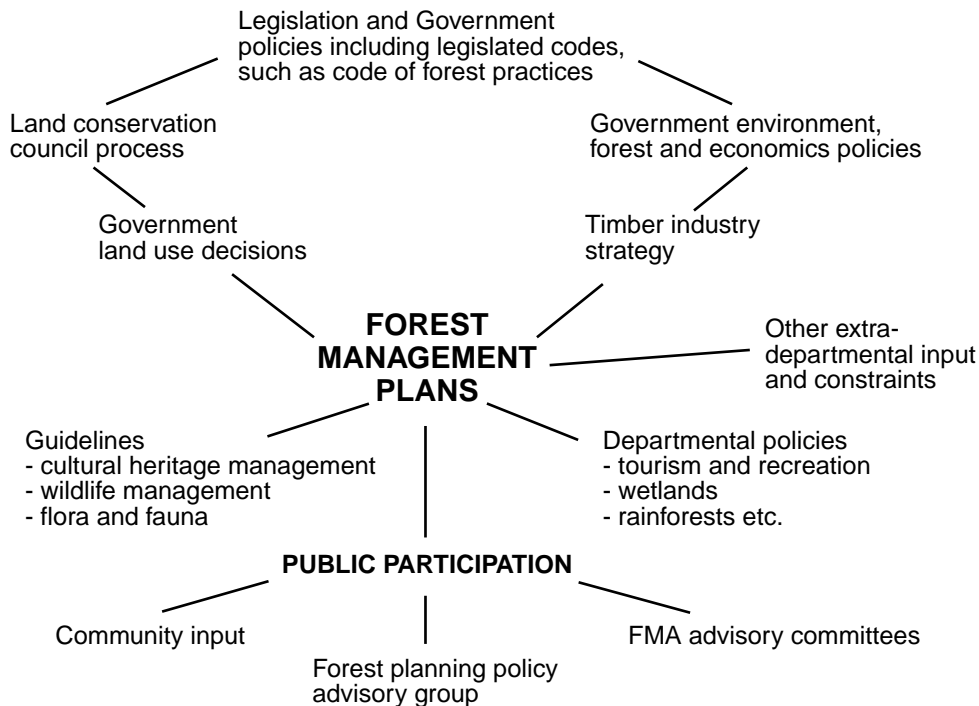 Legislation and Government
policies including legislated codes,
such as code of forest practices
Land conservation
council process
Government environment,
forest and economics policies
Government
land use decisions
Timber industry
strategy
FOREST
MANAGEMENT
PLANS
Other extra-
departmental input
and constraints
Guidelines
- cultural heritage management
- wildlife management
- flora and fauna
Departmental policies
- tourism and recreation
- wetlands
- rainforests etc.
PUBLIC PARTICIPATION
Community input
Forest planning policy
advisory group
FMA advisory committees